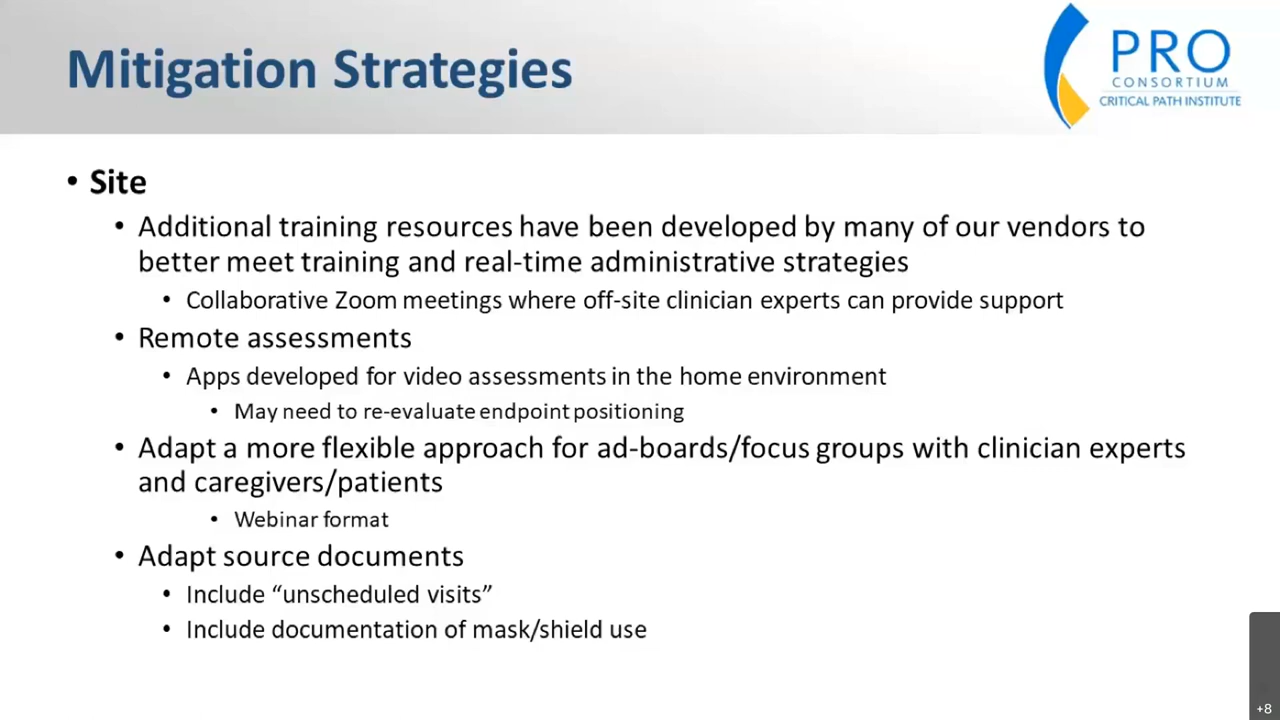 Mitigation Strategies
PRO
CONSORTIUM
CRITICAL PATH INSTITUTE
• Site
• Additional training resources have been developed by many of our vendors to
better meet training and real-time administrative strategies
• Collaborative Zoom meetings where off-site clinician experts can provide support
• Remote assessments
• Apps developed for video assessments in the home environment
• May need to re-evaluate endpoint positioning
• Adapt a more flexible approach for ad-boards/focus groups with clinician experts
and caregivers/patients
• Webinar format
• Adapt source documents
• Include “unscheduled visits”
• Include documentation of mask/shield use
+8